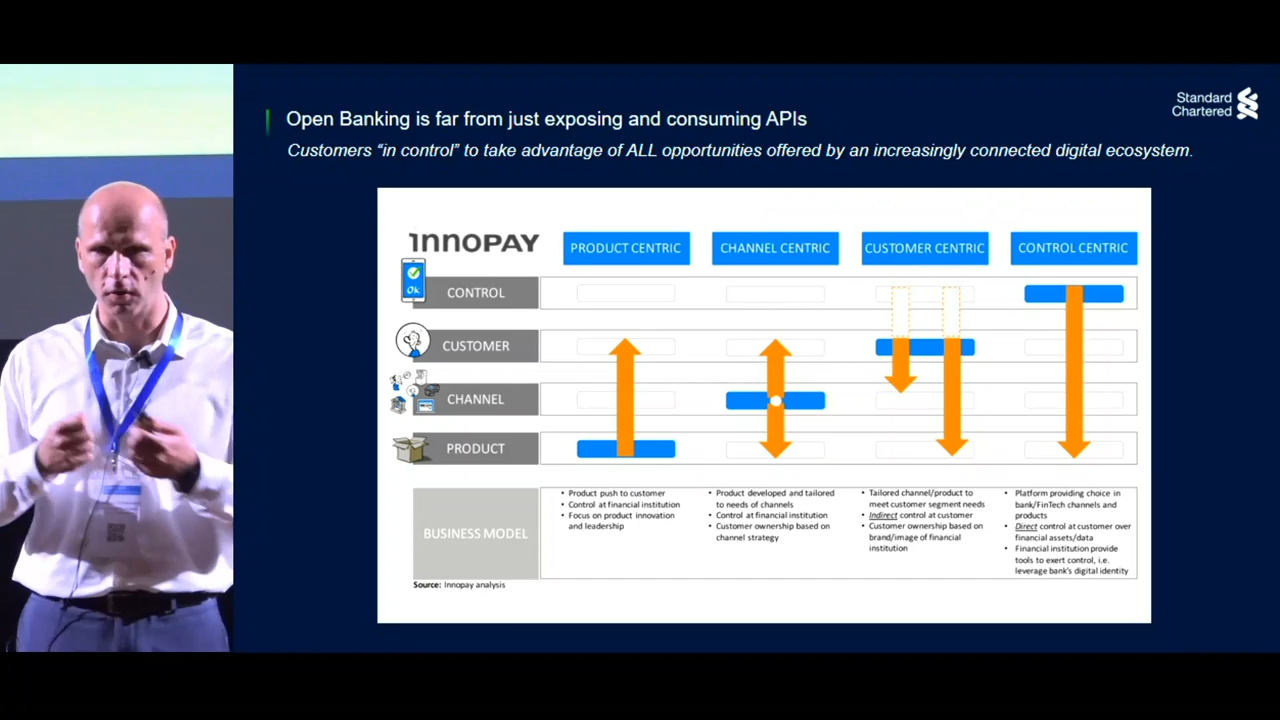 Standard
Chartered
Open Banking is far from just exposing and consuming APIs
Customers “in control” to take advantage of ALL opportunities offered by an increasingly connected digital ecosystem.
INNOPAY
PRODUCT CENTRIC
CHANNEL CENTRIC
CUSTOMER CENTRIC
CONTROL CENTRIC
Ok
CONTROL
CUSTOMER
CHANNEL
PRODUCT
BUSINESS MODEL
• Product push to customer
• Control at financial institution
• Focus on product innovation
and leadership
• Product developed and tailored
to needs of channels
• Control at financial institution
• Customer ownership based on
channel strategy
• Tailored channel/product to
meet customer segment needs
• Indirect control at customer
• Customer ownership based on
brand/image of financial
institution
• Platform providing choice in
bank/FinTech channels and
products
• Direct control at customer over
financial assets/data
• Financial institution provide
tools to exert control, i.e.
leverage bank's digital identity
Source: Innopay analysis